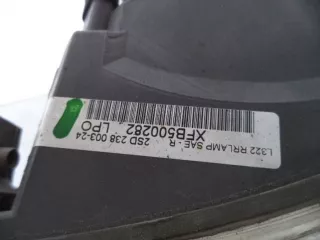 L322 RRLAMP SAE - R
XFB500282 LPO
2SD 238 003-24